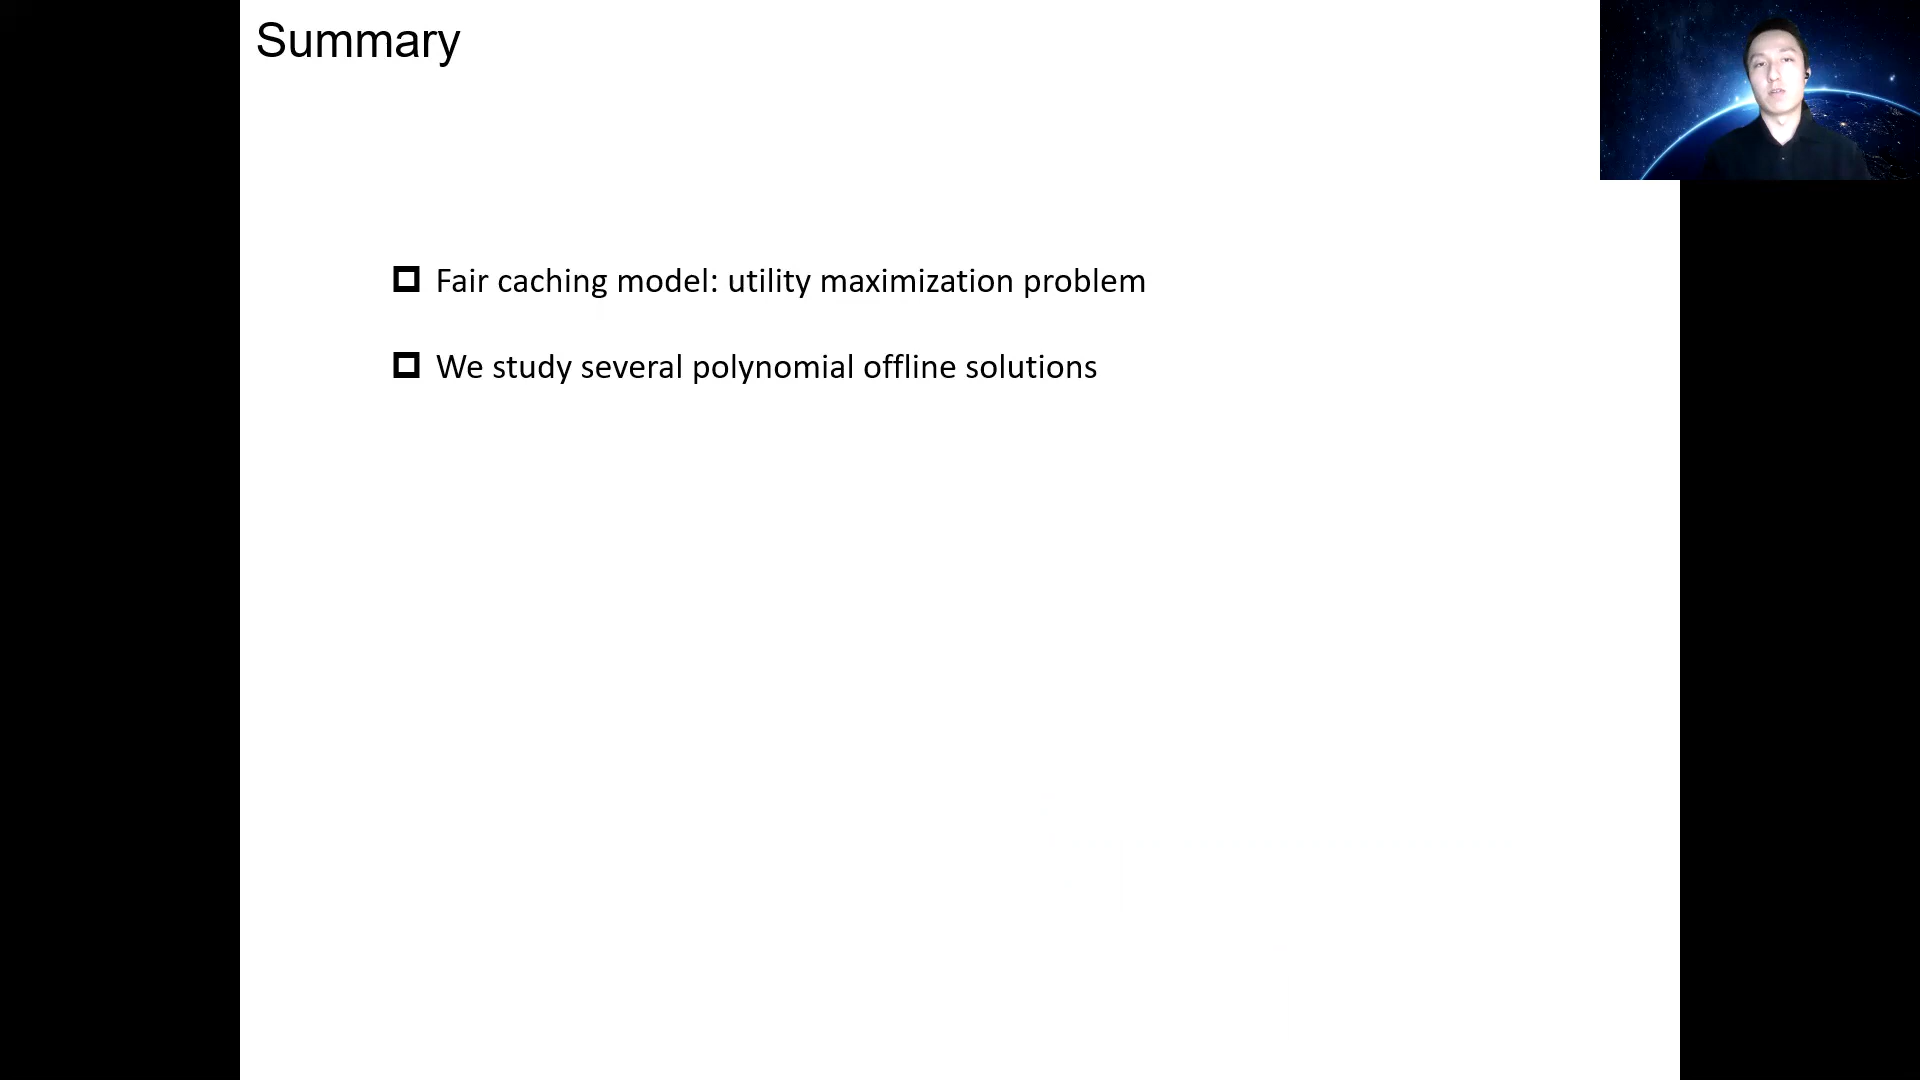 Summary
Fair caching model: utility maximization problem
We study several polynomial offline solutions